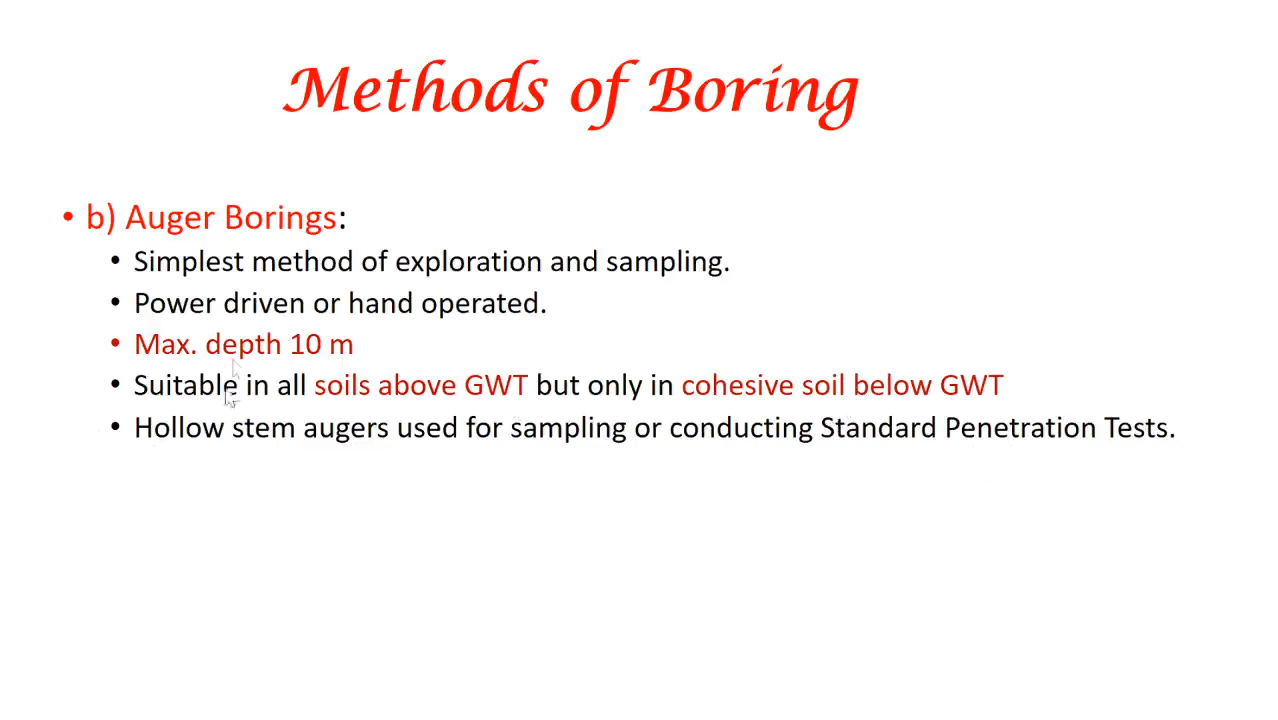 Methods of Boring
• b) Auger Borings:
• Simplest method of exploration and sampling.
• Power driven or hand operated.
• Max. depth 10 m
• Suitable in all soils above GWT but only in cohesive soil below GWT
• Hollow stem augers used for sampling or conducting Standard Penetration Tests.